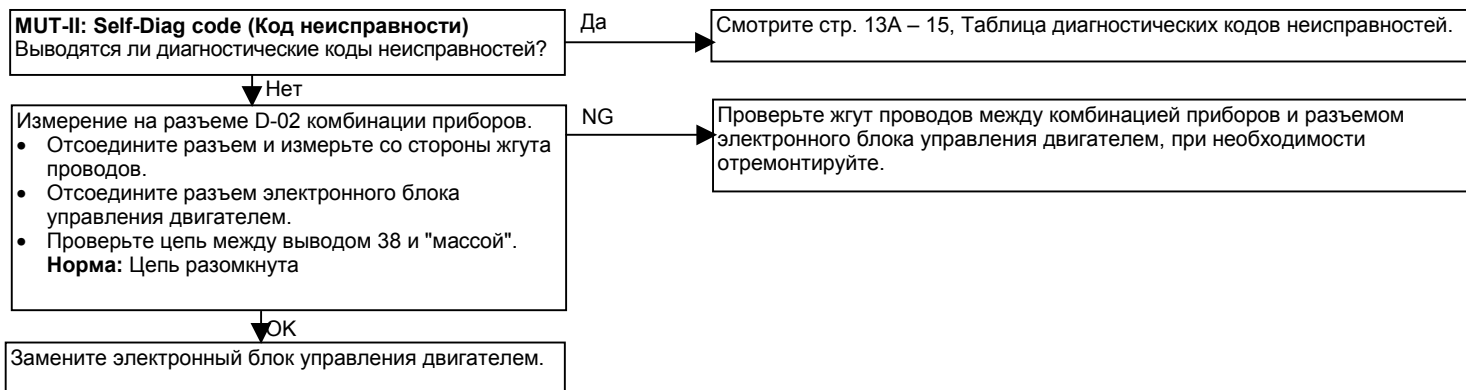 MUT-II: Self-Diag code (Код неисправности)
Выводятся ли диагностические коды неисправностей?
Да
Смотрите стр. 13А – 15, Таблица диагностических кодов неисправностей.
Нет
Измерение на разъеме D-02 комбинации приборов.
• Отсоедините разъем и измерьте со стороны жгута
проводов.
• Отсоедините разъем электронного блока
управления двигателем.
• Проверьте цепь между выводом 38 и "массой".
Норма: Цепь разомкнута
NG
Проверьте жгут проводов между комбинацией приборов и разъемом
электронного блока управления двигателем, при необходимости
отремонтируйте.
OK
Замените электронный блок управления двигателем.